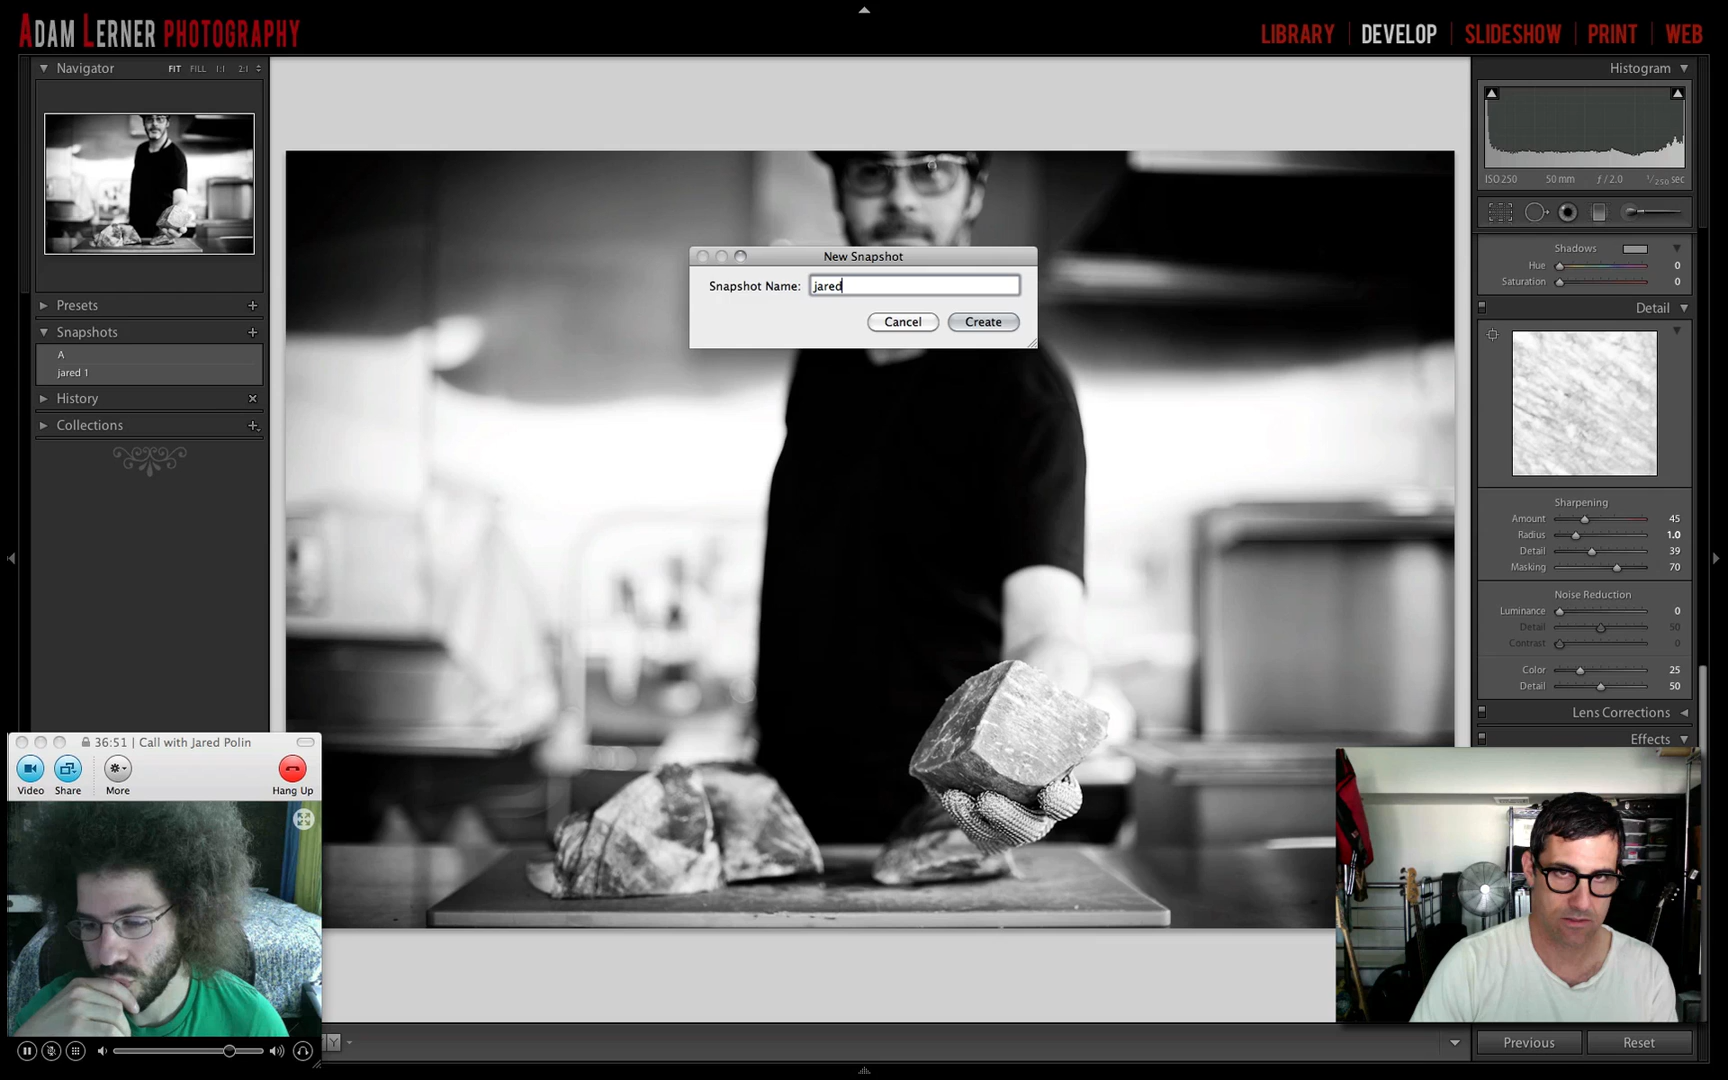 ADAM LERNER PHOTOGRAPHY
LIBRARY | DEVELOP | SLIDESHOW | PRINT | WEB
Navigator
FIT FILL 1:1 2:1
Presets
Snapshots
A
jared 1
History
Collections
New Snapshot
Snapshot Name: jared
Cancel
Create
Histogram
ISO 250 50 mm ƒ / 2.0 1/250 sec
Shadows
Hue 0
Saturation 0
Detail
Sharpening
Amount 45
Radius 1.0
Detail 39
Masking 70
Noise Reduction
Luminance 0
Detail 50
Contrast 0
Color 25
Detail 50
Lens Corrections
Effects
Previous
Reset
36:51 | Call with Jared Polin
Video
Share
More
Hang Up
Y